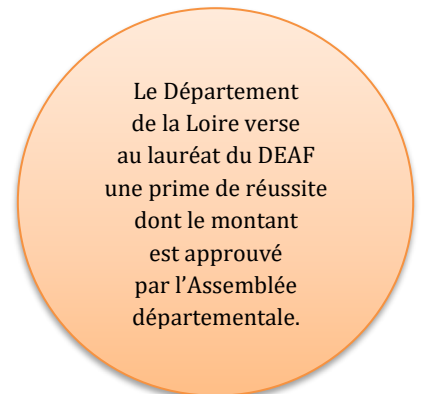 Le Département
de la Loire verse
au lauréat du DEAF
une prime de réussite
dont le montant
est approuvé
par l’Assemblée
départementale.